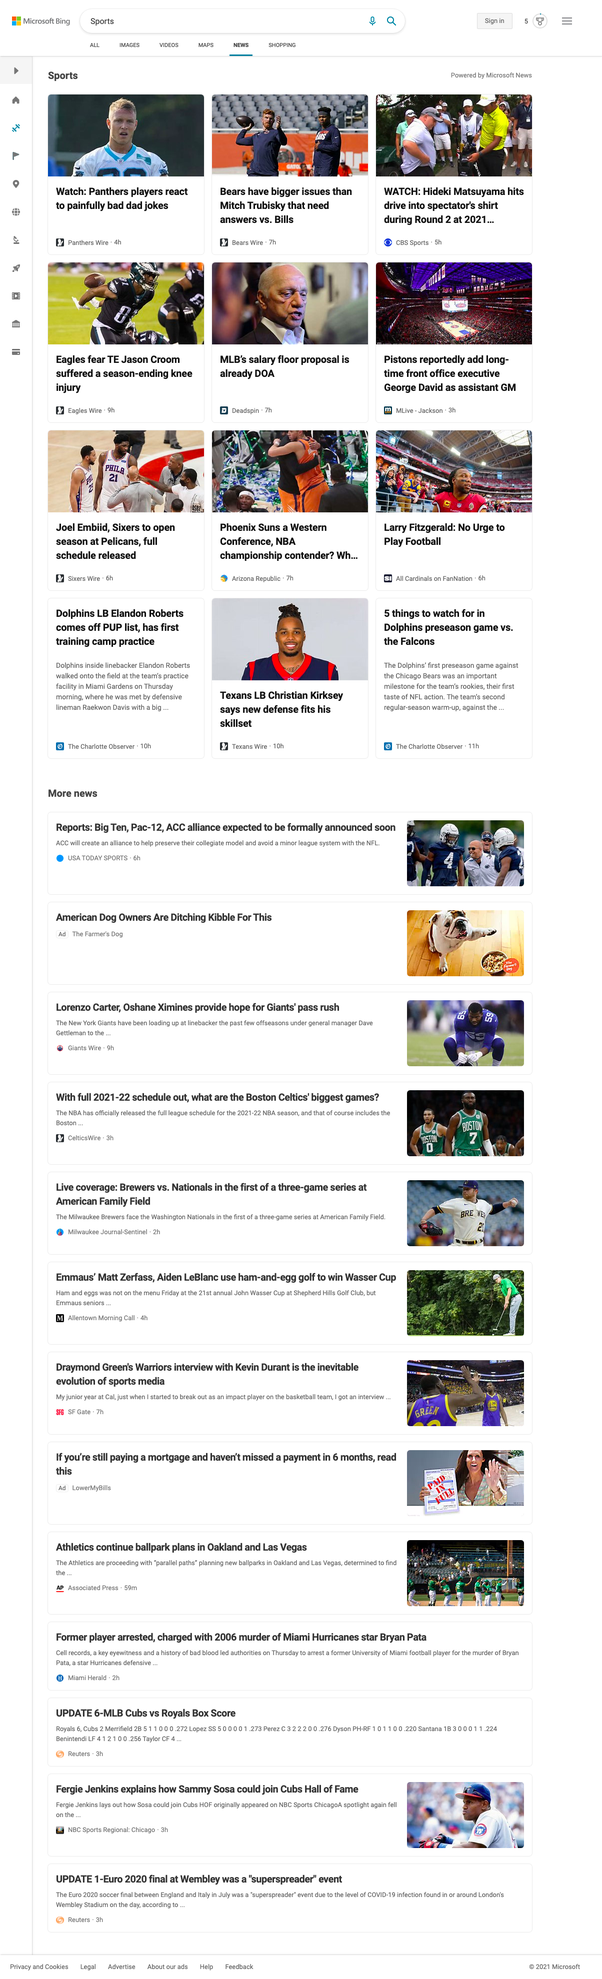 Microsoft Bing
Sports
Sign in
5
ALL IMAGES VIDEOS MAPS NEWS SHOPPING
Sports
Powered by Microsoft News
Watch: Panthers players react
to painfully bad dad jokes
Panthers Wire · 4h
Bears have bigger issues than
Mitch Trubisky that need
answers vs. Bills
Bears Wire · 7h
WATCH: Hideki Matsuyama hits
drive into spectator's shirt
during Round 2 at 2021...
CBS Sports · 5h
Eagles fear TE Jason Croom
suffered a season-ending knee
injury
Eagles Wire · 9h
MLB's salary floor proposal is
already DOA
Deadspin · 7h
Pistons reportedly add long-
time front office executive
George David as assistant GM
MLive - Jackson · 3h
PHILA
21
Joel Embiid, Sixers to open
season at Pelicans, full
schedule released
Sixers Wire · 6h
Phoenix Suns a Western
Conference, NBA
championship contender? Wh...
Arizona Republic · 7h
Larry Fitzgerald: No Urge to
Play Football
All Cardinals on FanNation · 6h
Dolphins LB Elandon Roberts
comes off PUP list, has first
training camp practice
Dolphins inside linebacker Elandon Roberts
walked onto the field at the team's practice
facility in Miami Gardens on Thursday
morning, where he was met by defensive
lineman Raekwon Davis with a big ...
The Charlotte Observer · 10h
Texans LB Christian Kirksey
says new defense fits his
skillset
Texans Wire · 10h
5 things to watch for in
Dolphins preseason game vs.
the Falcons
The Dolphins' first preseason game against
the Chicago Bears was an important
milestone for the team's rookies, their first
taste of NFL action. The team's second
regular-season warm-up, against the ...
The Charlotte Observer · 11h
More news
Reports: Big Ten, Pac-12, ACC alliance expected to be formally announced soon
ACC will create an alliance to help preserve their collegiate model and avoid a minor league system with the NFL.
USA TODAY SPORTS · 6h
American Dog Owners Are Ditching Kibble For This
Ad The Farmer's Dog
Lorenzo Carter, Oshane Ximines provide hope for Giants' pass rush
The New York Giants have been loading up at linebacker the past few offseasons under general manager Dave
Gettleman to the ...
Giants Wire · 9h
59
With full 2021-22 schedule out, what are the Boston Celtics' biggest games?
The NBA has officially released the full league schedule for the 2021-22 NBA season, and that of course includes the
Boston ...
CelticsWire · 3h
BOSTON
7
BOSTON
0
Live coverage: Brewers vs. Nationals in the first of a three-game series at
American Family Field
The Milwaukee Brewers face the Washington Nationals in the first of a three-game series at American Family Field.
Milwaukee Journal-Sentinel · 2h
Emmaus' Matt Zerfass, Aiden LeBlanc use ham-and-egg golf to win Wasser Cup
Ham and eggs was not on the menu Friday at the 21st annual John Wasser Cup at Shepherd Hills Golf Club, but
Emmaus seniors ...
Allentown Morning Call · 4h
Draymond Green's Warriors interview with Kevin Durant is the inevitable
evolution of sports media
My junior year at Cal, just when I started to break out as an impact player on the basketball team, I got an interview ...
SF Gate · 7h
GREEN
If you're still paying a mortgage and haven't missed a payment in 6 months, read
this
Ad LowerMyBills
PAID
IN
FULL
Athletics continue ballpark plans in Oakland and Las Vegas
The Athletics are proceeding with "parallel paths" planning new ballparks in Oakland and Las Vegas, determined to find
the ...
AP Associated Press · 59m
Former player arrested, charged with 2006 murder of Miami Hurricanes star Bryan Pata
Cell records, a key eyewitness and a history of bad blood led authorities on Thursday to arrest a former University of Miami football player for the murder of Bryan
Pata, a star Hurricanes defensive ...
Miami Herald · 2h
UPDATE 6-MLB Cubs vs Royals Box Score
Royals 6, Cubs 2 Merrifield 2B 5 1 1 0 0 0 .272 Lopez SS 5 0 0 0 0 1 .273 Perez C 3 2 2 2 0 0 .276 Dyson PH-RF 1 0 1 1 0 0 .220 Santana 1B 3 0 0 0 1 1 .224
Benintendi LF 4 1 2 1 0 0 .256 Taylor CF 4 ...
Reuters · 3h
Fergie Jenkins explains how Sammy Sosa could join Cubs Hall of Fame
Fergie Jenkins lays out how Sosa could join Cubs HOF originally appeared on NBC Sports ChicagoA spotlight again fell
on the ...
NBC Sports Regional: Chicago · 3h
UPDATE 1-Euro 2020 final at Wembley was a "superspreader" event
The Euro 2020 soccer final between England and Italy in July was a "superspreader" event due to the level of COVID-19 infection found in or around London's
Wembley Stadium on the day, according to ...
Reuters · 3h
Privacy and Cookies Legal Advertise About our ads Help Feedback
© 2021 Microsoft